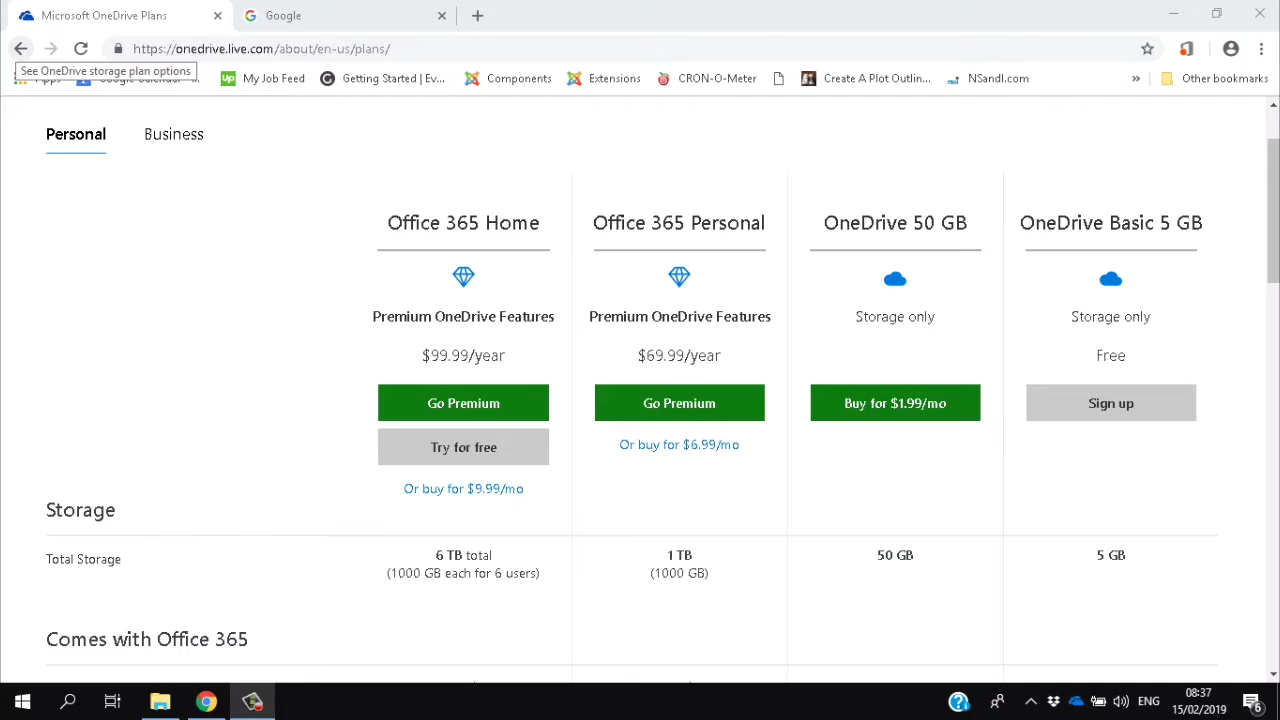 Microsoft OneDrive Plans
Google
https://onedrive.live.com/about/en-us/plans/
See OneDrive storage plan options
My Job Feed
Getting Started | Ev...
Components
Extensions
CRON-O-Meter
Create A Plot Outlin...
NSandl.com
»
Other bookmarks
Personal
Business
Office 365 Home
Office 365 Personal
OneDrive 50 GB
OneDrive Basic 5 GB
Premium OneDrive Features
Premium OneDrive Features
Storage only
Storage only
$99.99/year
$69.99/year
Free
Go Premium
Go Premium
Buy for $1.99/mo
Sign up
Try for free
Or buy for $6.99/mo
Or buy for $9.99/mo
Storage
Total Storage
6 TB total
1 TB
50 GB
5 GB
(1000 GB each for 6 users)
(1000 GB)
Comes with Office 365
ENG
08:37
15/02/2019
6